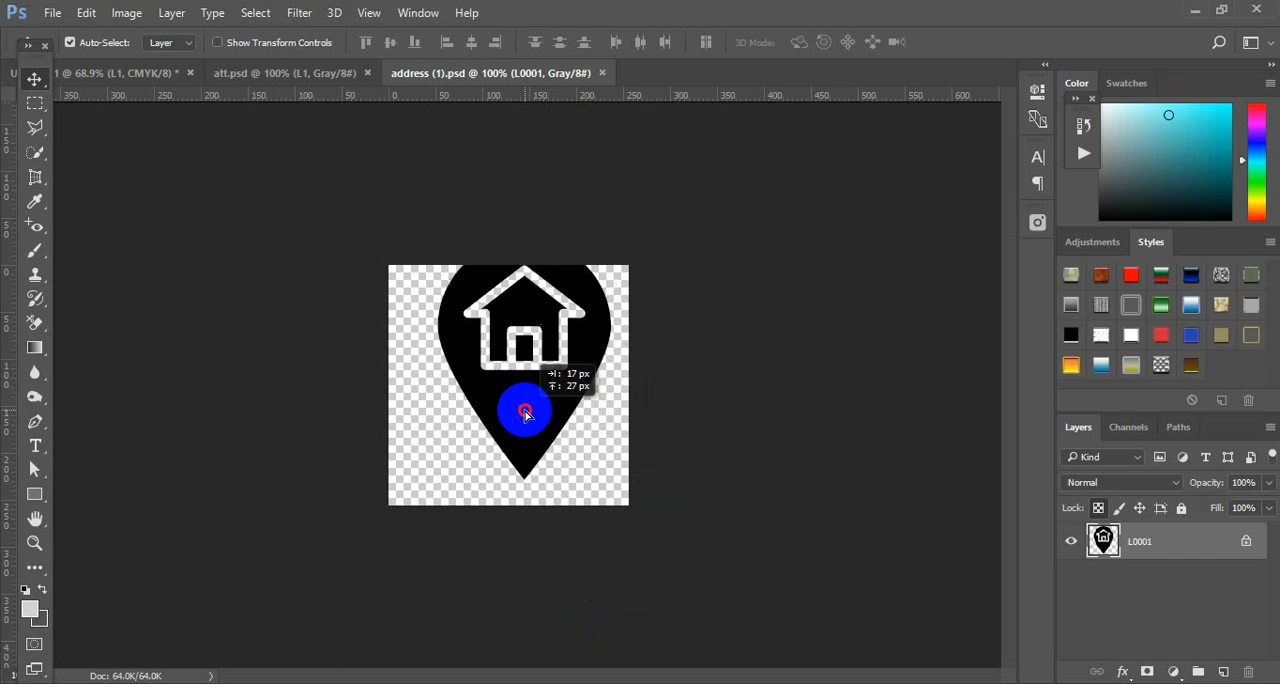 Ps File Edit Image Layer Type Select Filter 3D View Window Help
Auto-Select: Layer Show Transform Controls 3D Mode:
1 @ 68.9% (L1, CMYK/8) * × att.psd @ 100% (L1, Gray/8#) × address (1).psd @ 100% (L0001, Gray/8#) ×
350 300 250 200 150 100 50 0 50 100 150 200 250 300 350 400 450 500 550 600
Color Swatches
Adjustments Styles
17 px
27 px
Layers Channels Paths
Kind
Normal Opacity: 100%
Lock: Fill: 100%
L0001
Doc: 64.0K/64.0K